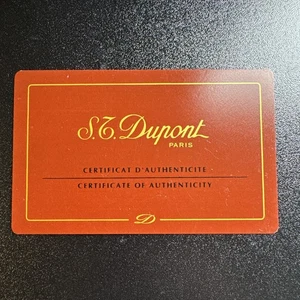 S.T. Dupont
PARIS
CERTIFICAT D'AUTHENTICITE
CERTIFICATE OF AUTHENTICITY
D